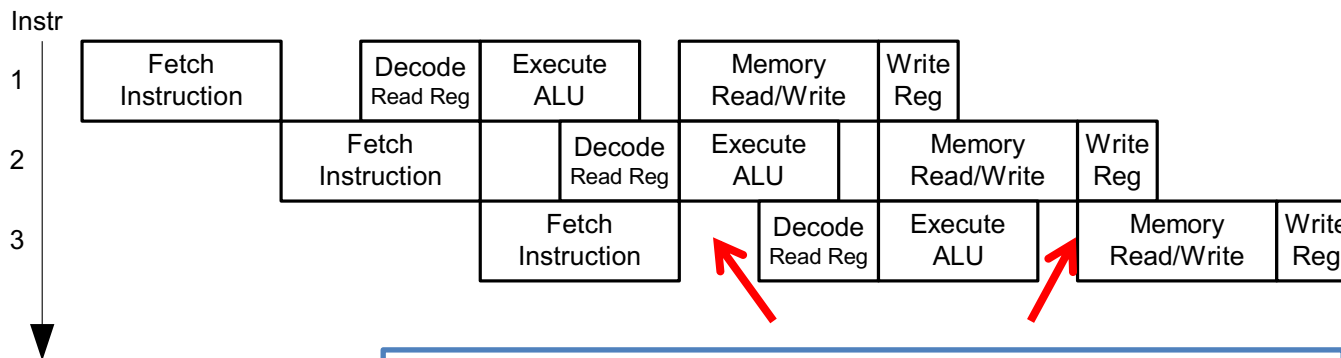 Instr
1
Fetch
Instruction
Decode
Read Reg
Execute
ALU
Memory
Read/Write
Write
Reg
2
Fetch
Instruction
Decode
Read Reg
Execute
ALU
Memory
Read/Write
Write
Reg
3
Fetch
Instruction
Decode
Read Reg
Execute
ALU
Memory
Read/Write
Write
Reg